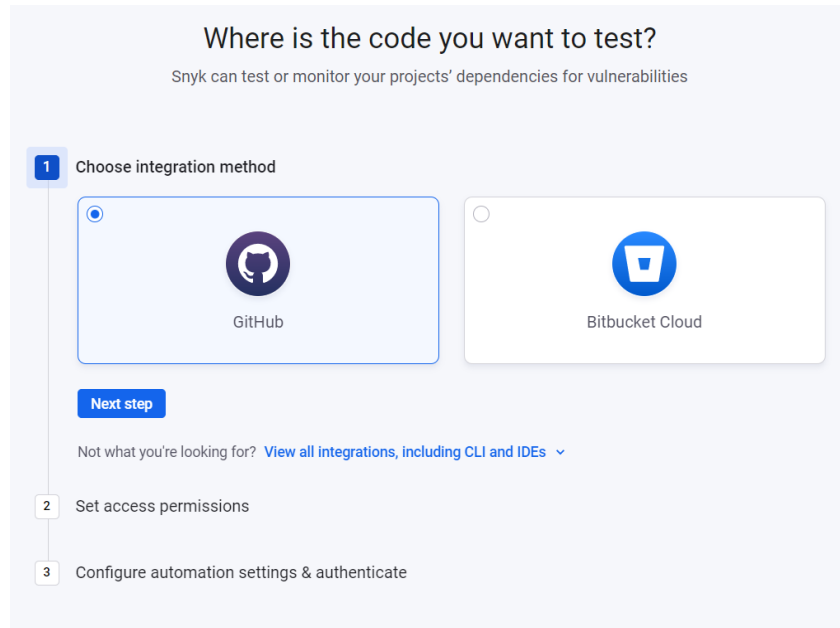 Where is the code you want to test?
Snyk can test or monitor your projects’ dependencies for vulnerabilities
1 Choose integration method
GitHub
Bitbucket Cloud
Next step
Not what you're looking for? View all integrations, including CLI and IDEs
2 Set access permissions
3 Configure automation settings & authenticate